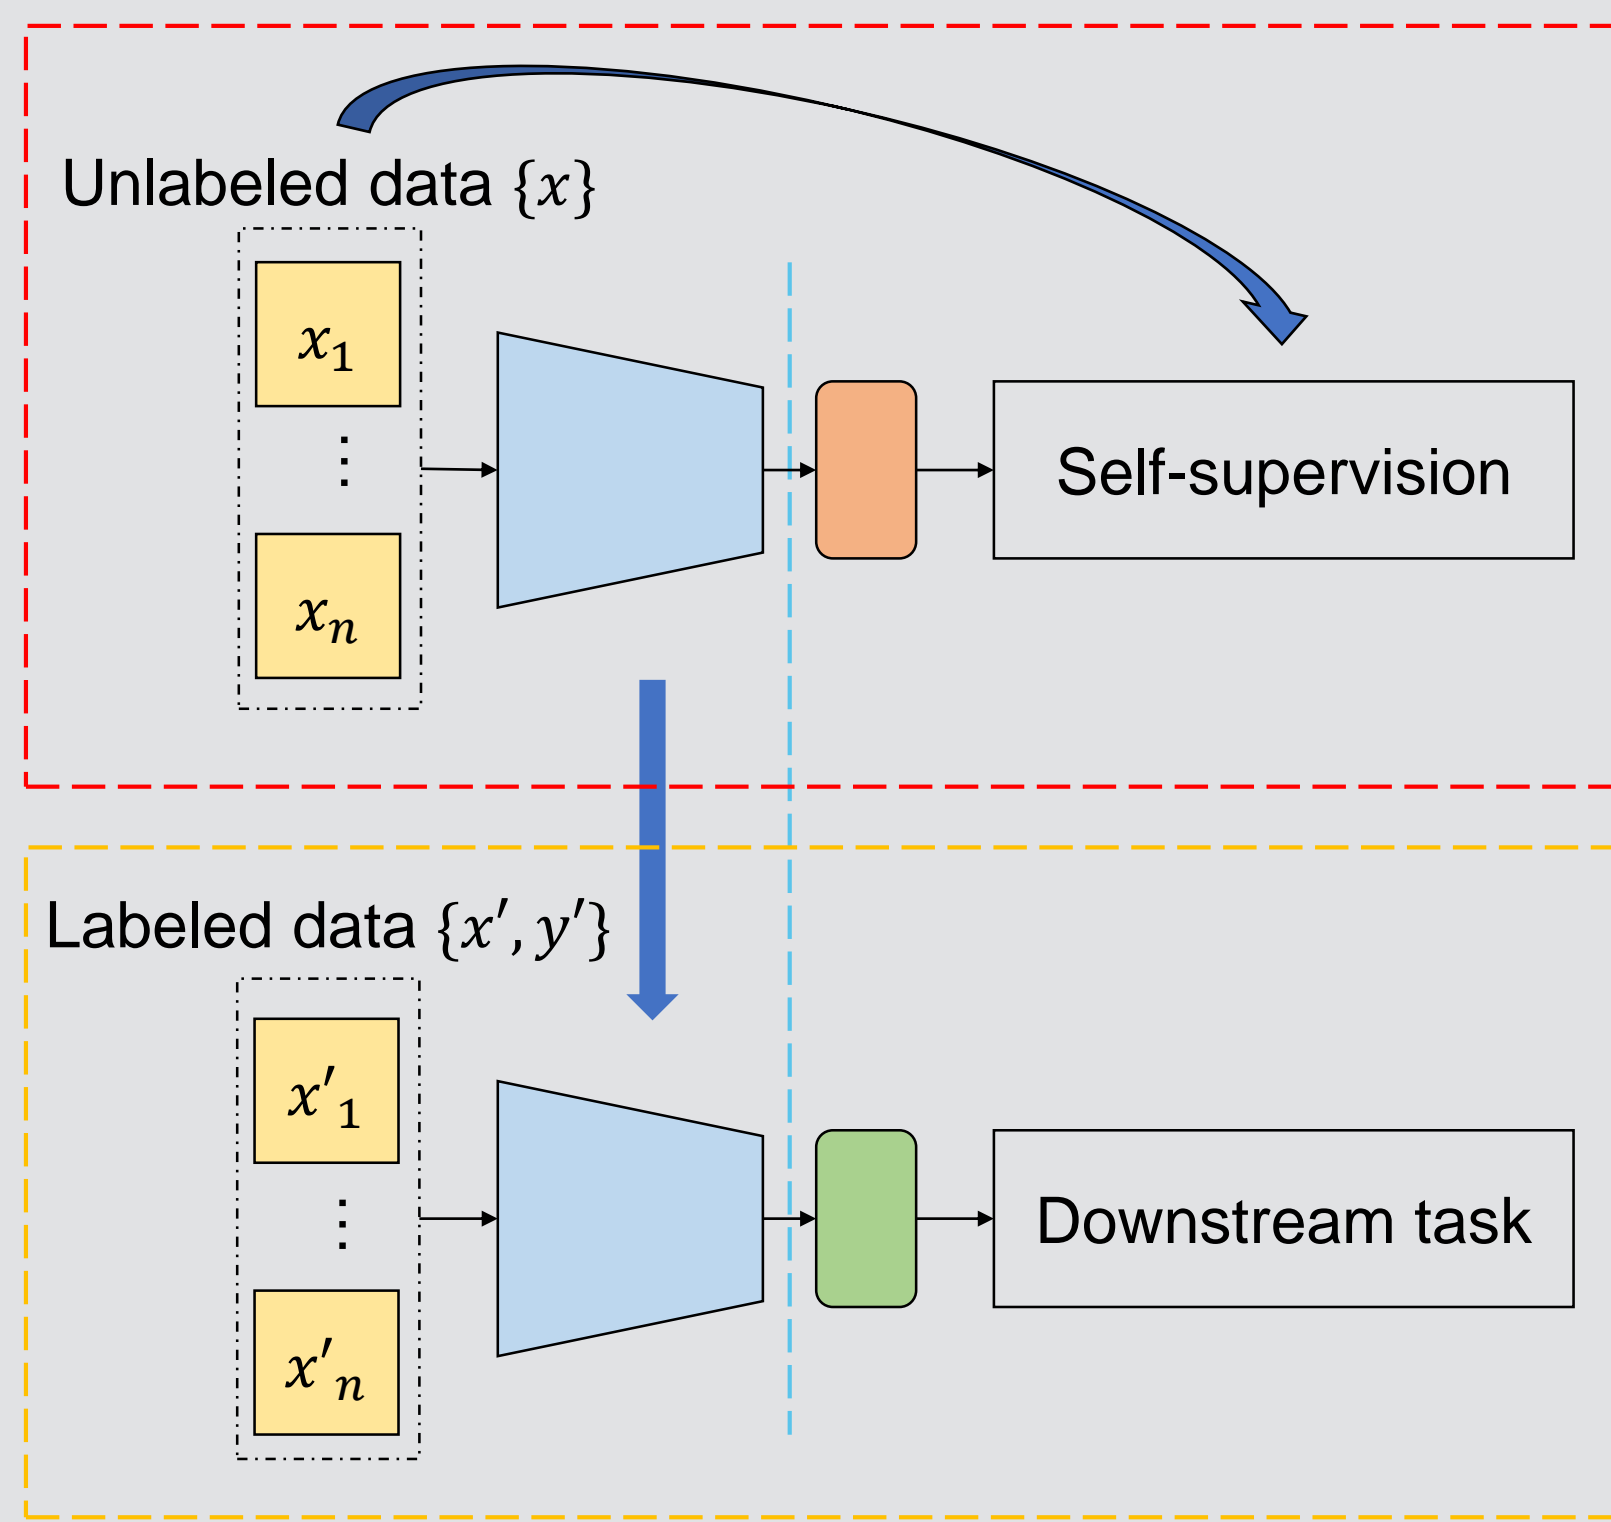 Unlabeled data {x}
x₁
⋮
xₙ
Self-supervision
Labeled data {x′, y′}
x′₁
⋮
x′ₙ
Downstream task